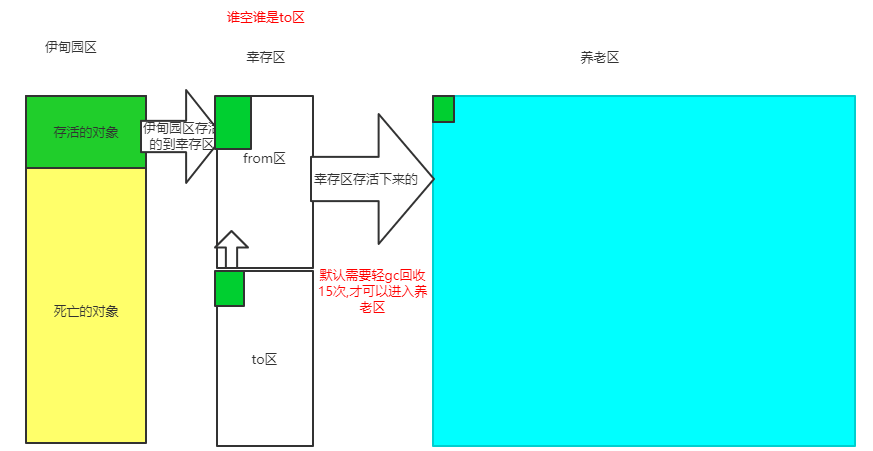 谁空谁是to区
伊甸园区
幸存区
养老区
存活的对象
伊甸园区存活
的到幸存区
from区
幸存区存活下来的
默认需要轻gc回收
15次,才可以进入养
老区
死亡的对象
to区